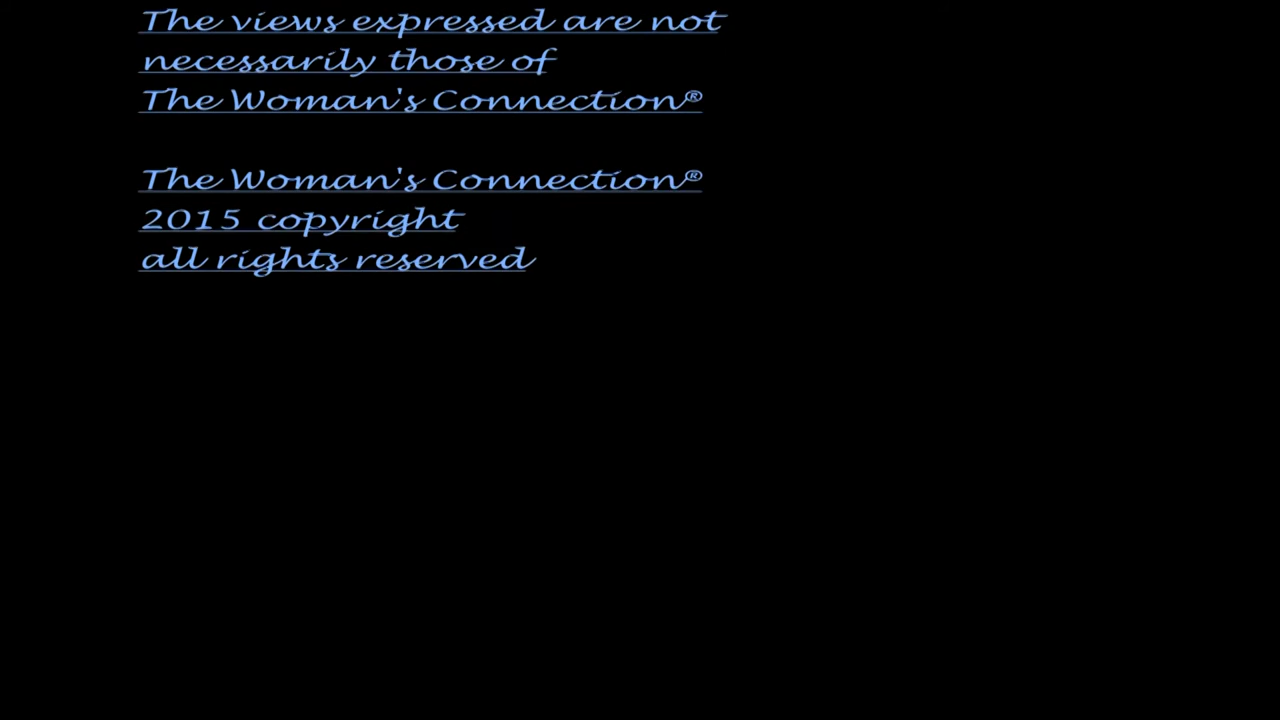 The views expressed are not
necessarily those of
The Woman's Connection®
The Woman's Connection®
2015 copyright
all rights reserved